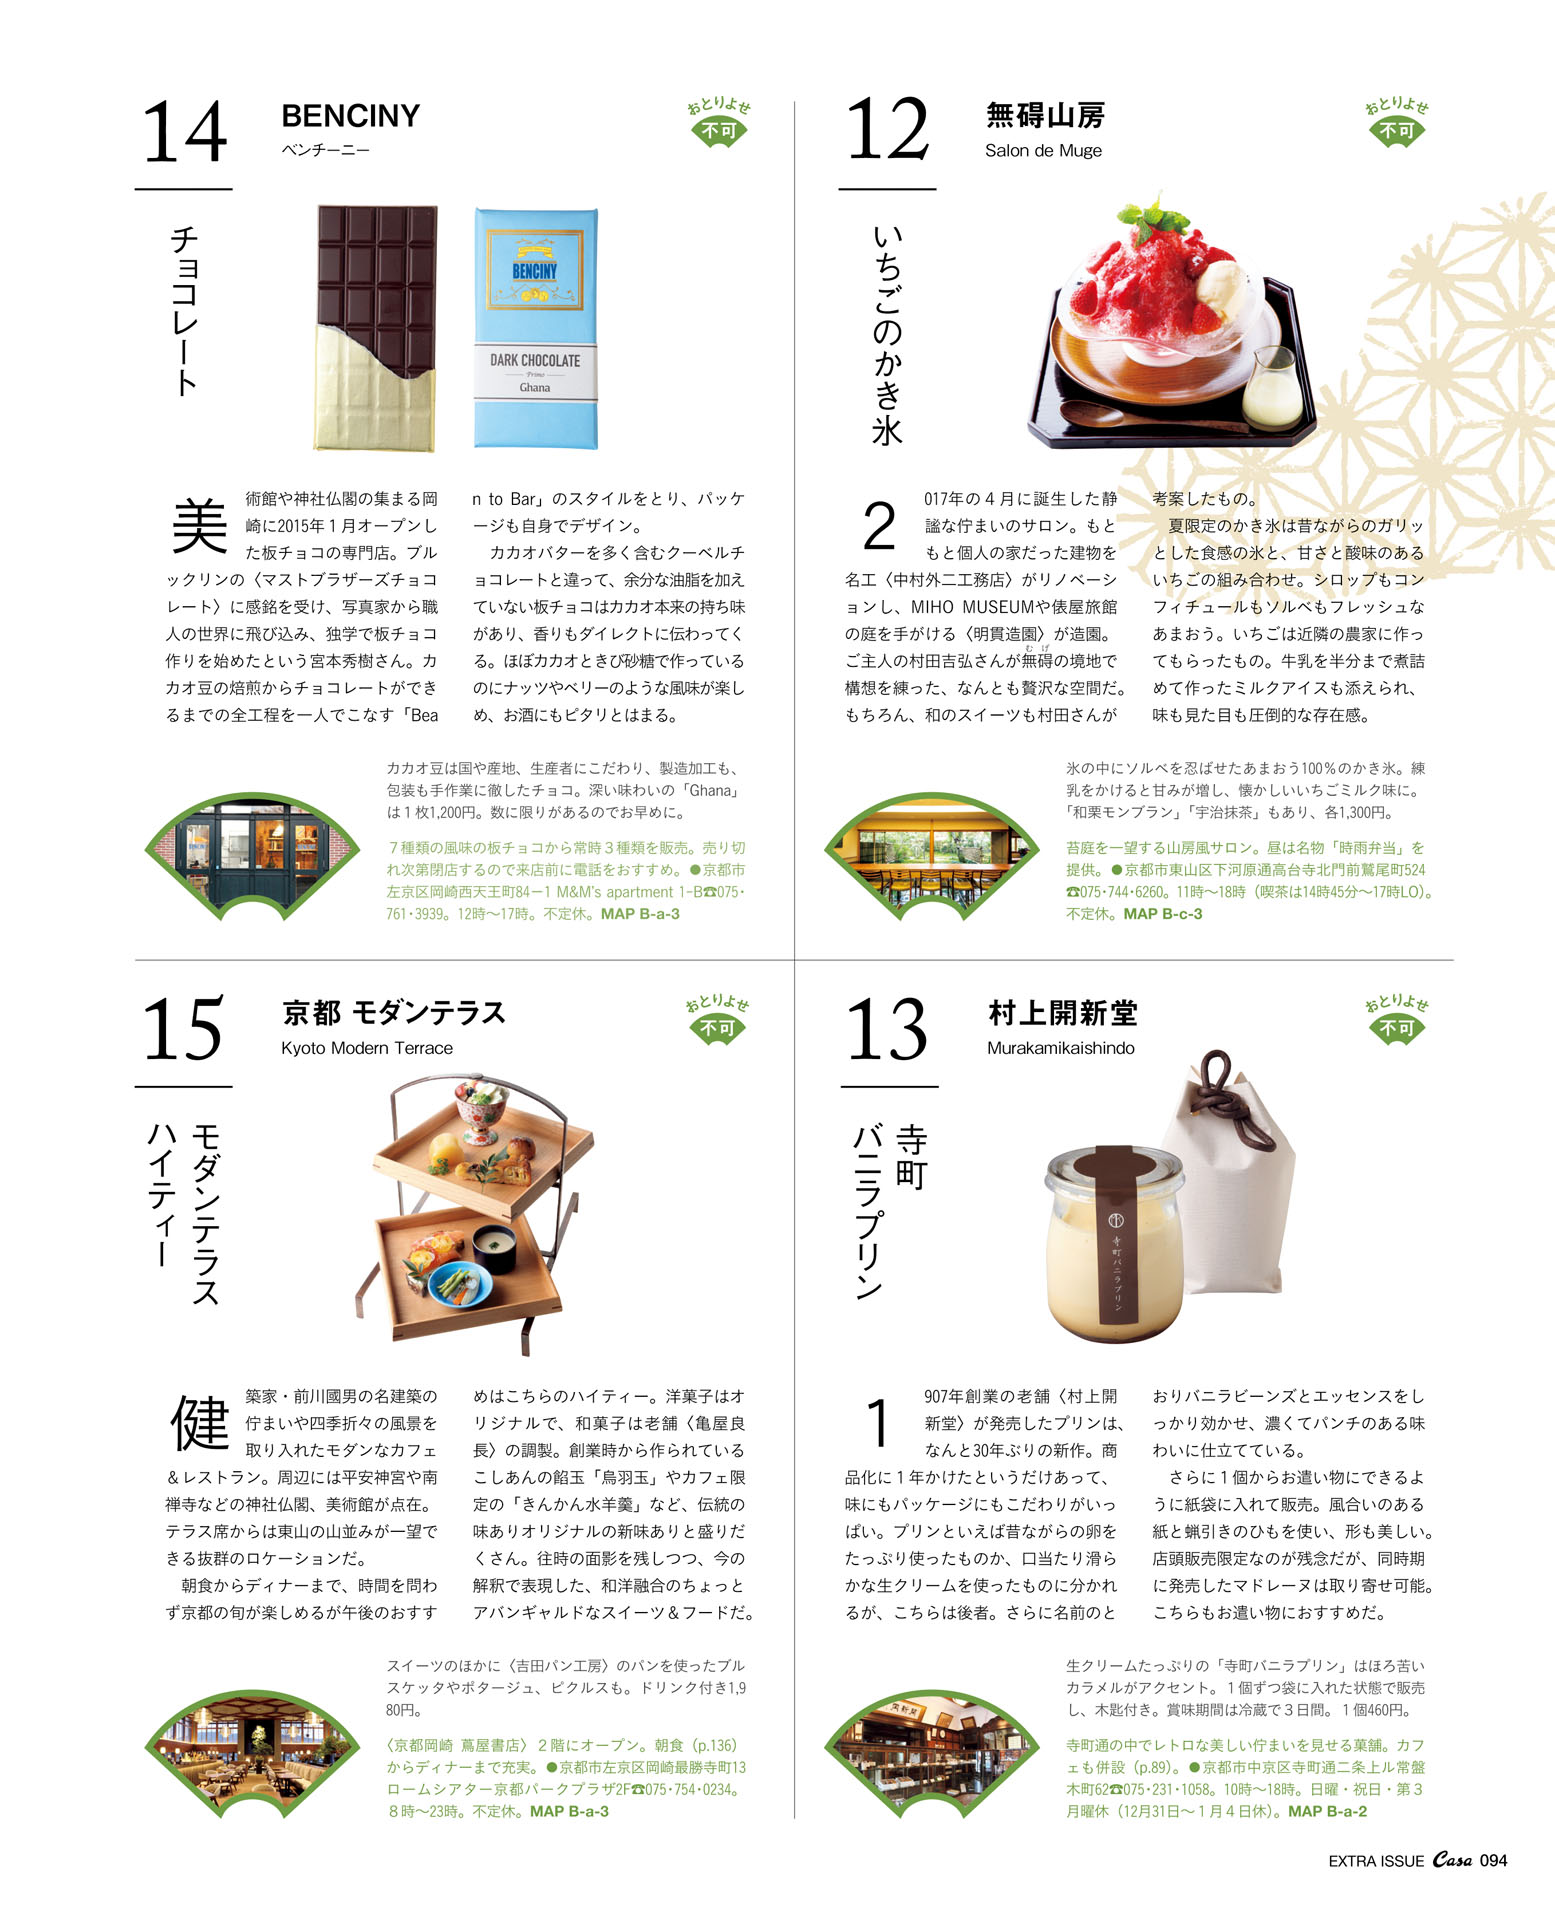 12
無碍山房
Salon de Muge
おとりよせ
不可
いちごのかき氷
2017年の４月に誕生した静
謐な佇まいのサロン。もと
もと個人の家だった建物を
名工〈中村外二工務店〉がリノベーシ
ョンし、MIHO MUSEUMや俵屋旅館
の庭を手がける〈明貫造園〉が造園。
むげ
ご主人の村田吉弘さんが無碍の境地で
構想を練った、なんとも贅沢な空間だ。
もちろん、和のスイーツも村田さんが
考案したもの。
　夏限定のかき氷は昔ながらのガリッ
とした食感の氷と、甘さと酸味のある
いちごの組み合わせ。シロップもコン
フィチュールもソルベもフレッシュな
あまおう。いちごは近隣の農家に作っ
てもらったもの。牛乳を半分まで煮詰
めて作ったミルクアイスも添えられ、
味も見た目も圧倒的な存在感。
氷の中にソルベを忍ばせたあまおう100％のかき氷。練
乳をかけると甘みが増し、懐かしいいちごミルク味に。
「和栗モンブラン」「宇治抹茶」もあり、各1,300円。
苔庭を一望する山房風サロン。昼は名物「時雨弁当」を
提供。●京都市東山区下河原通高台寺北門前鷲尾町524
☎075･744･6260。11時〜18時（喫茶は14時45分〜17時LO）。
不定休。MAP B-c-3
13
村上開新堂
Murakamikaishindo
おとりよせ
不可
寺町
バニラプリン
寺町バニラプリン
1907年創業の老舗〈村上開
新堂〉が発売したプリンは、
なんと30年ぶりの新作。商
品化に１年かけたというだけあって、
味にもパッケージにもこだわりがいっ
ぱい。プリンといえば昔ながらの卵を
たっぷり使ったものか、口当たり滑ら
かな生クリームを使ったものに分かれ
るが、こちらは後者。さらに名前のと
おりバニラビーンズとエッセンスをし
っかり効かせ、濃くてパンチのある味
わいに仕立てている。
　さらに１個からお遣い物にできるよ
うに紙袋に入れて販売。風合いのある
紙と蝋引きのひもを使い、形も美しい。
店頭販売限定なのが残念だが、同時期
に発売したマドレーヌは取り寄せ可能。
こちらもお遣い物におすすめだ。
生クリームたっぷりの「寺町バニラプリン」はほろ苦い
カラメルがアクセント。１個ずつ袋に入れた状態で販売
し、木匙付き。賞味期間は冷蔵で３日間。１個460円。
寺町通の中でレトロな美しい佇まいを見せる菓舗。カフ
ェも併設（p.89）。●京都市中京区寺町通二条上ル常盤
木町62☎075･231･1058。10時〜18時。日曜・祝日・第３
月曜休（12月31日〜１月４日休）。MAP B-a-2
14
BENCINY
ベンチーニー
おとりよせ
不可
チョコレート
BENCINY
DARK CHOCOLATE
Primo
Ghana
美術館や神社仏閣の集まる岡
崎に2015年１月オープンし
た板チョコの専門店。ブル
ックリンの〈マストブラザーズチョコ
レート〉に感銘を受け、写真家から職
人の世界に飛び込み、独学で板チョコ
作りを始めたという宮本秀樹さん。カ
カオ豆の焙煎からチョコレートができ
るまでの全工程を一人でこなす「Bea
n to Bar」のスタイルをとり、パッケ
ージも自身でデザイン。
　カカオバターを多く含むクーベルチ
ョコレートと違って、余分な油脂を加え
ていない板チョコはカカオ本来の持ち味
があり、香りもダイレクトに伝わってく
る。ほぼカカオときび砂糖で作っている
のにナッツやベリーのような風味が楽し
め、お酒にもピタリとはまる。
カカオ豆は国や産地、生産者にこだわり、製造加工も、
包装も手作業に徹したチョコ。深い味わいの「Ghana」
は１枚1,200円。数に限りがあるのでお早めに。
７種類の風味の板チョコから常時３種類を販売。売り切
れ次第閉店するので来店前に電話をおすすめ。●京都市
左京区岡崎西天王町84−1 M&M's apartment 1-B☎075･
761･3939。12時〜17時。不定休。MAP B-a-3
15
京都 モダンテラス
Kyoto Modern Terrace
おとりよせ
不可
モダンテラス
ハイティー
健築家・前川國男の名建築の
佇まいや四季折々の風景を
取り入れたモダンなカフェ
＆レストラン。周辺には平安神宮や南
禅寺などの神社仏閣、美術館が点在。
テラス席からは東山の山並みが一望で
きる抜群のロケーションだ。
　朝食からディナーまで、時間を問わ
ず京都の旬が楽しめるが午後のおすす
めはこちらのハイティー。洋菓子はオ
リジナルで、和菓子は老舗〈亀屋良
長〉の調製。創業時から作られている
こしあんの餡玉「烏羽玉」やカフェ限
定の「きんかん水羊羹」など、伝統の
味ありオリジナルの新味ありと盛りだ
くさん。往時の面影を残しつつ、今の
解釈で表現した、和洋融合のちょっと
アバンギャルドなスイーツ＆フードだ。
スイーツのほかに〈吉田パン工房〉のパンを使ったブル
スケッタやポタージュ、ピクルスも。ドリンク付き1,9
80円。
〈京都岡崎 蔦屋書店〉２階にオープン。朝食（p.136）
からディナーまで充実。●京都市左京区岡崎最勝寺町13
ロームシアター京都パークプラザ2F☎075･754･0234。
８時〜23時。不定休。MAP B-a-3
EXTRA ISSUE Casa 094